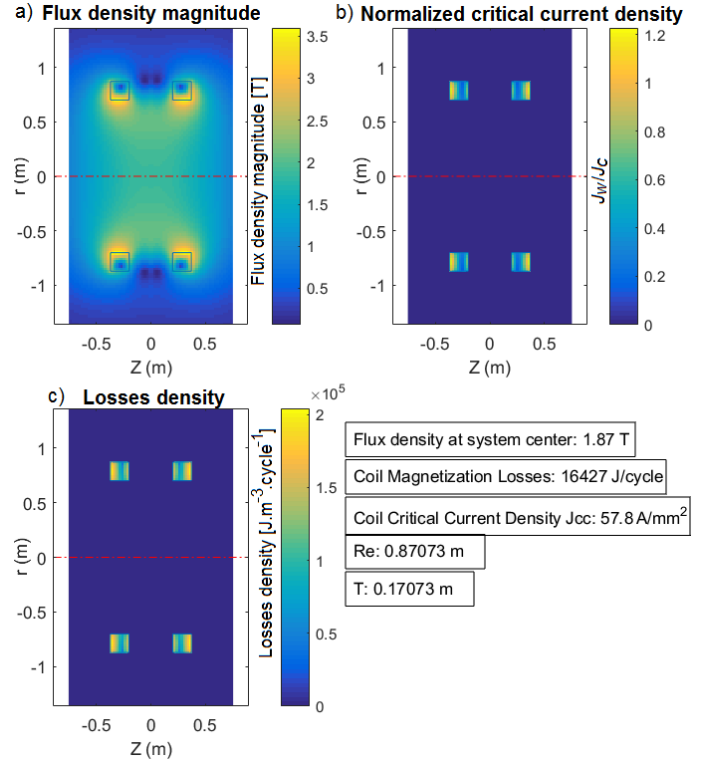 a) Flux density magnitude
1
0.5
0
-0.5
-1
r (m)
-0.5 0 0.5
Z (m)
3.5
3
2.5
2
1.5
1
0.5
Flux density magnitude [T]
b) Normalized critical current density
1
0.5
0
-0.5
-1
r (m)
-0.5 0 0.5
Z (m)
1.2
1
0.8
0.6
0.4
0.2
0
J_W/J_C
c) Losses density
1
0.5
0
-0.5
-1
r (m)
-0.5 0 0.5
Z (m)
×10^5
2
1.5
1
0.5
0
Losses density [J.m^-3.cycle^-1]
Flux density at system center: 1.87 T
Coil Magnetization Losses: 16427 J/cycle
Coil Critical Current Density Jcc: 57.8 A/mm^2
Re: 0.87073 m
T: 0.17073 m